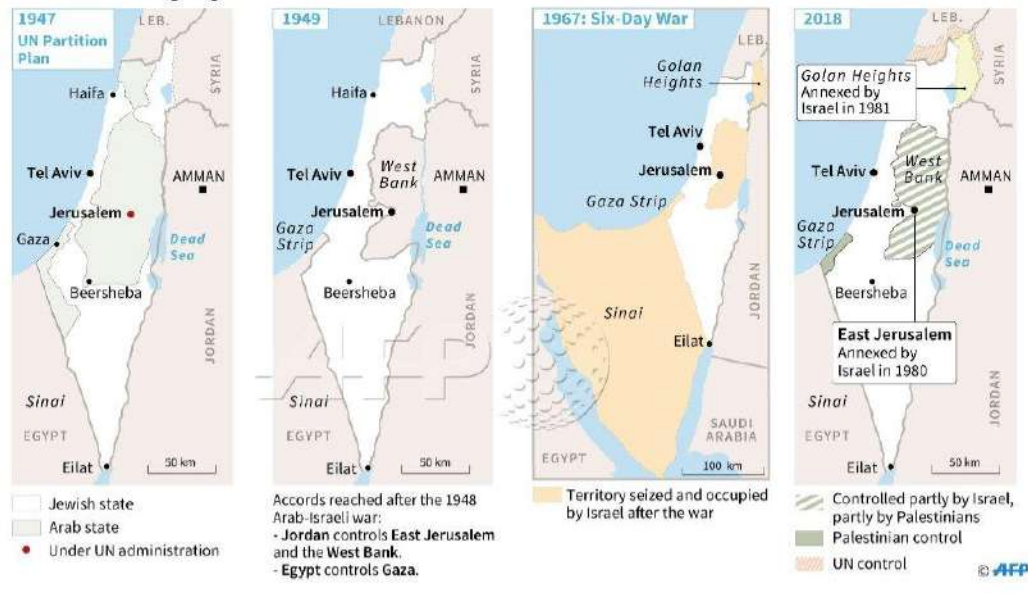 1947
UN Partition
Plan
LEB.
SYRIA
Haifa
Tel Aviv
AMMAN
Jerusalem
Gaza
Dead
Sea
Beersheba
JORDAN
Sinai
EGYPT
Eilat
50 km
Jewish state
Arab state
Under UN administration
1949
LEBANON
SYRIA
Haifa
Tel Aviv
West
Bank
AMMAN
Jerusalem
Gaza
Strip
Dead
Sea
Beersheba
JORDAN
Sinai
EGYPT
Eilat
50 km
Accords reached after the 1948
Arab-Israeli war:
- Jordan controls East Jerusalem
and the West Bank.
- Egypt controls Gaza.
1967: Six-Day War
LEB.
Golan
Heights
SYRIA
Tel Aviv
Jerusalem
Gaza Strip
Sinai
JORDAN
Eilat
SAUDI
ARABIA
EGYPT
100 km
Territory seized and occupied
by Israel after the war
AFP
2018
LEB.
SYRIA
Golan Heights
Annexed by
Israel in 1981
Tel Aviv
West
Bank
AMMAN
Jerusalem
Gaza
Strip
Dead
Sea
Beersheba
East Jerusalem
Annexed by
Israel in 1980
JORDAN
Sinai
EGYPT
Eilat
50 km
Controlled partly by Israel,
partly by Palestinians
Palestinian control
UN control
© AFP